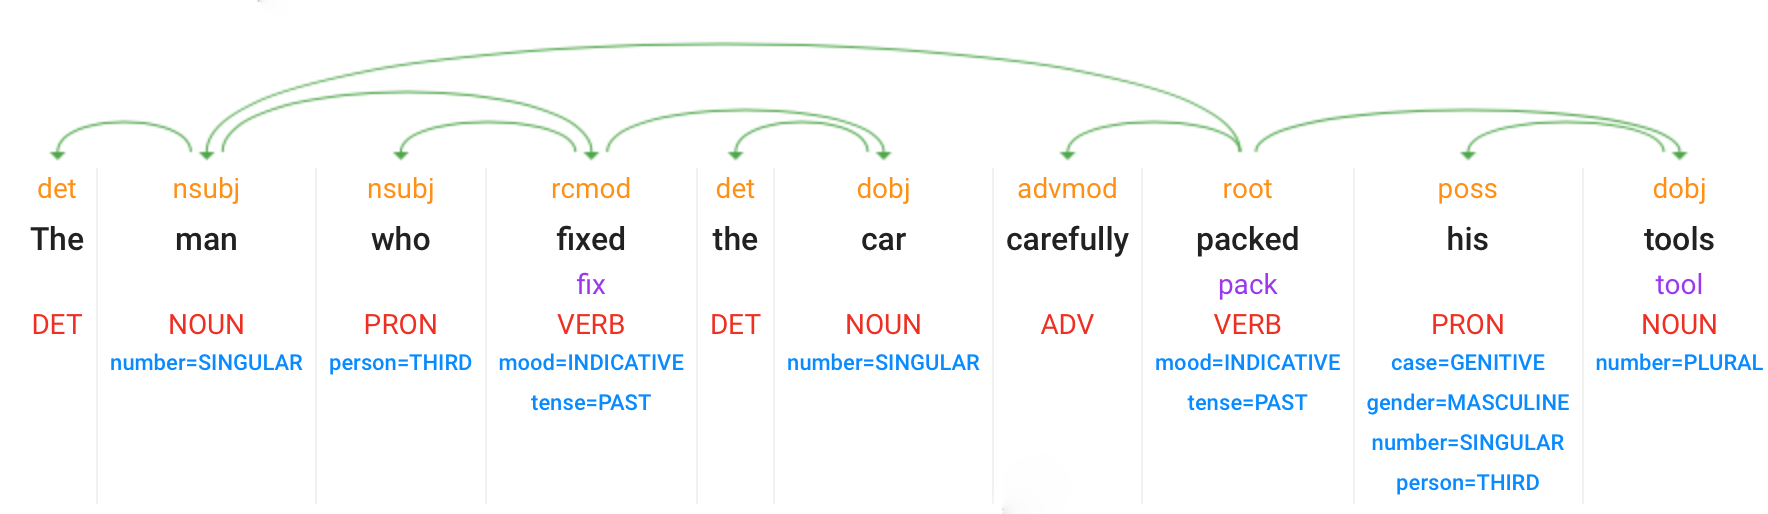 det nsubj nsubj rcmod det dobj advmod root poss dobj
The man who fixed the car carefully packed his tools
fix pack tool
DET NOUN PRON VERB DET NOUN ADV VERB PRON NOUN
number=SINGULAR person=THIRD mood=INDICATIVE number=SINGULAR mood=INDICATIVE case=GENITIVE number=PLURAL
tense=PAST tense=PAST gender=MASCULINE
number=SINGULAR
person=THIRD